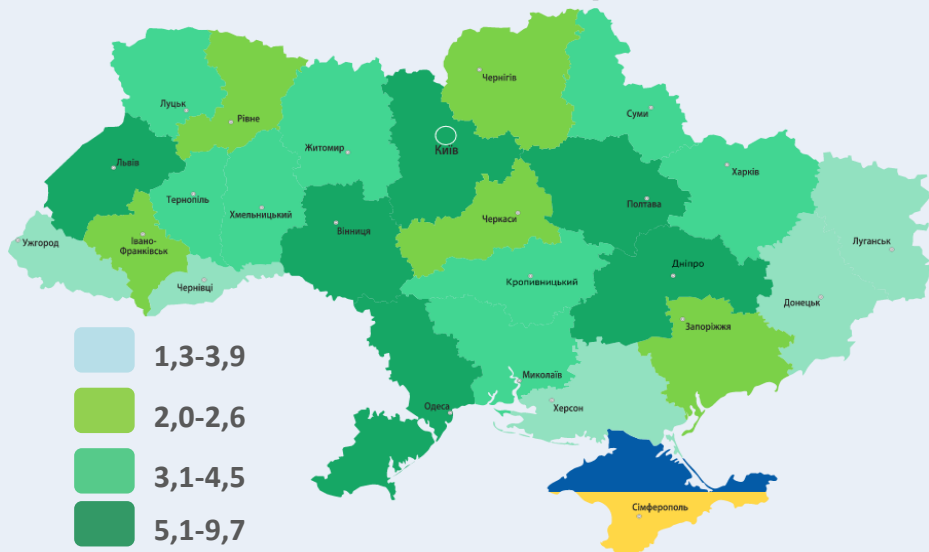 Чернігів
Луцьк
Рівне
Суми
Житомир
Київ
Львів
Харків
Тернопіль
Хмельницький
Полтава
Черкаси
Вінниця
Ужгород
Івано-
Франківськ
Луганськ
Дніпро
Чернівці
Кропивницький
Донецьк
Запоріжжя
1,3-3,9
Миколаїв
Одеса
Херсон
2,0-2,6
3,1-4,5
Сімферополь
5,1-9,7